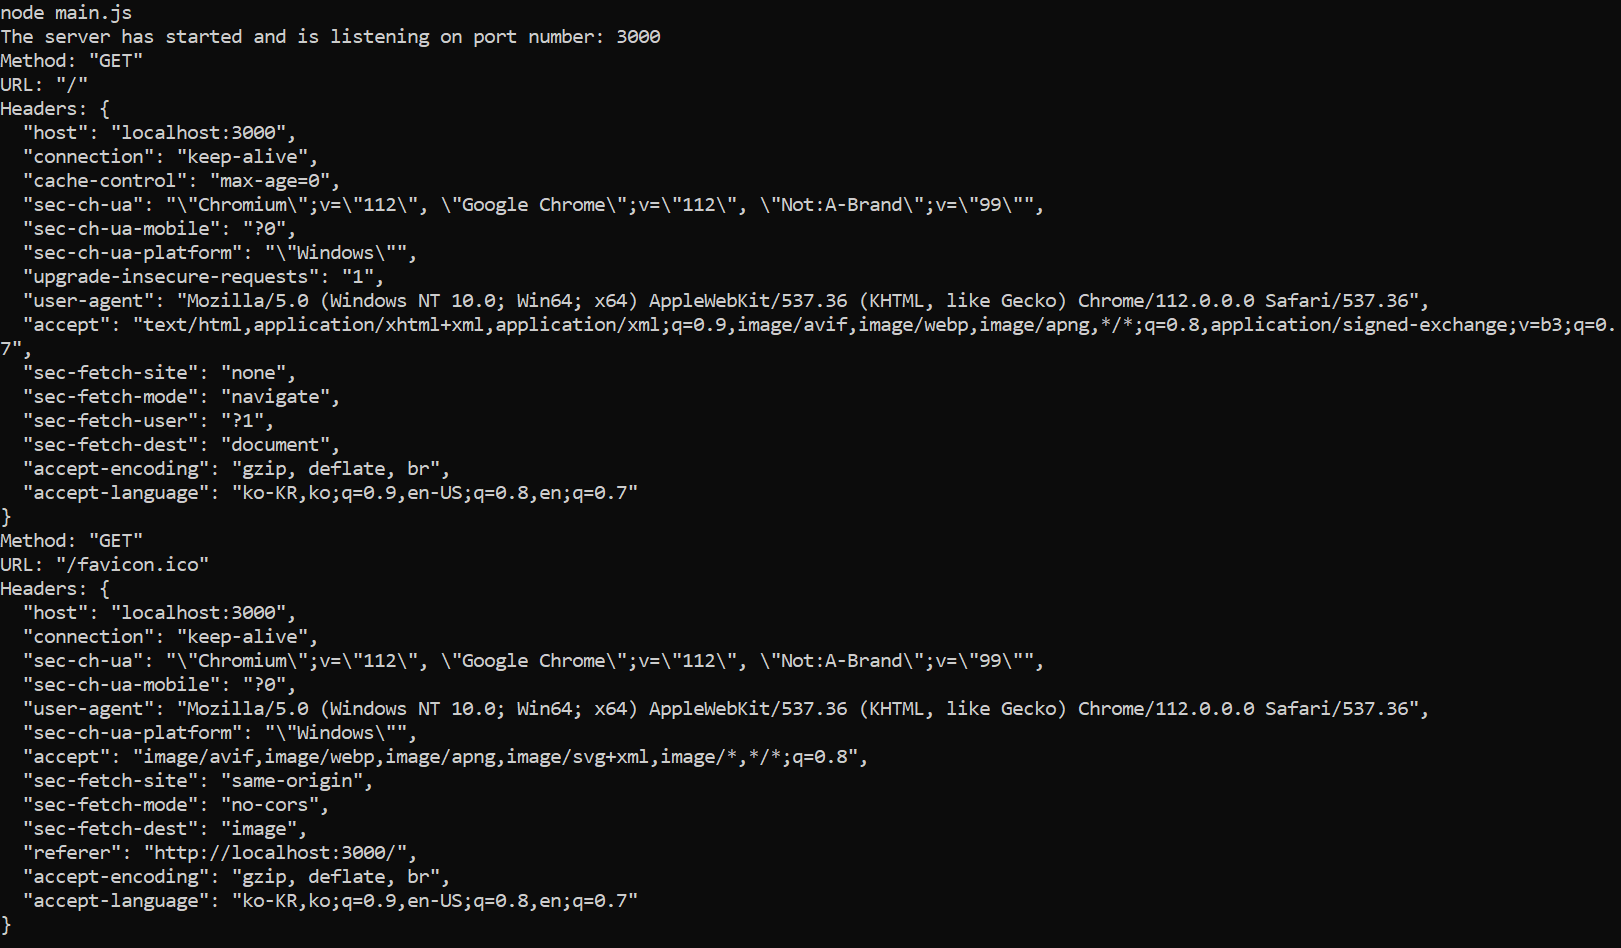 node main.js
The server has started and is listening on port number: 3000
Method: "GET"
URL: "/"
Headers: {
  "host": "localhost:3000",
  "connection": "keep-alive",
  "cache-control": "max-age=0",
  "sec-ch-ua": "\"Chromium\";v=\"112\", \"Google Chrome\";v=\"112\", \"Not:A-Brand\";v=\"99\"",
  "sec-ch-ua-mobile": "?0",
  "sec-ch-ua-platform": "\"Windows\"",
  "upgrade-insecure-requests": "1",
  "user-agent": "Mozilla/5.0 (Windows NT 10.0; Win64; x64) AppleWebKit/537.36 (KHTML, like Gecko) Chrome/112.0.0.0 Safari/537.36",
  "accept": "text/html,application/xhtml+xml,application/xml;q=0.9,image/avif,image/webp,image/apng,*/*;q=0.8,application/signed-exchange;v=b3;q=0.
7",
  "sec-fetch-site": "none",
  "sec-fetch-mode": "navigate",
  "sec-fetch-user": "?1",
  "sec-fetch-dest": "document",
  "accept-encoding": "gzip, deflate, br",
  "accept-language": "ko-KR,ko;q=0.9,en-US;q=0.8,en;q=0.7"
}
Method: "GET"
URL: "/favicon.ico"
Headers: {
  "host": "localhost:3000",
  "connection": "keep-alive",
  "sec-ch-ua": "\"Chromium\";v=\"112\", \"Google Chrome\";v=\"112\", \"Not:A-Brand\";v=\"99\"",
  "sec-ch-ua-mobile": "?0",
  "user-agent": "Mozilla/5.0 (Windows NT 10.0; Win64; x64) AppleWebKit/537.36 (KHTML, like Gecko) Chrome/112.0.0.0 Safari/537.36",
  "sec-ch-ua-platform": "\"Windows\"",
  "accept": "image/avif,image/webp,image/apng,image/svg+xml,image/*,*/*;q=0.8",
  "sec-fetch-site": "same-origin",
  "sec-fetch-mode": "no-cors",
  "sec-fetch-dest": "image",
  "referer": "http://localhost:3000/",
  "accept-encoding": "gzip, deflate, br",
  "accept-language": "ko-KR,ko;q=0.9,en-US;q=0.8,en;q=0.7"
}